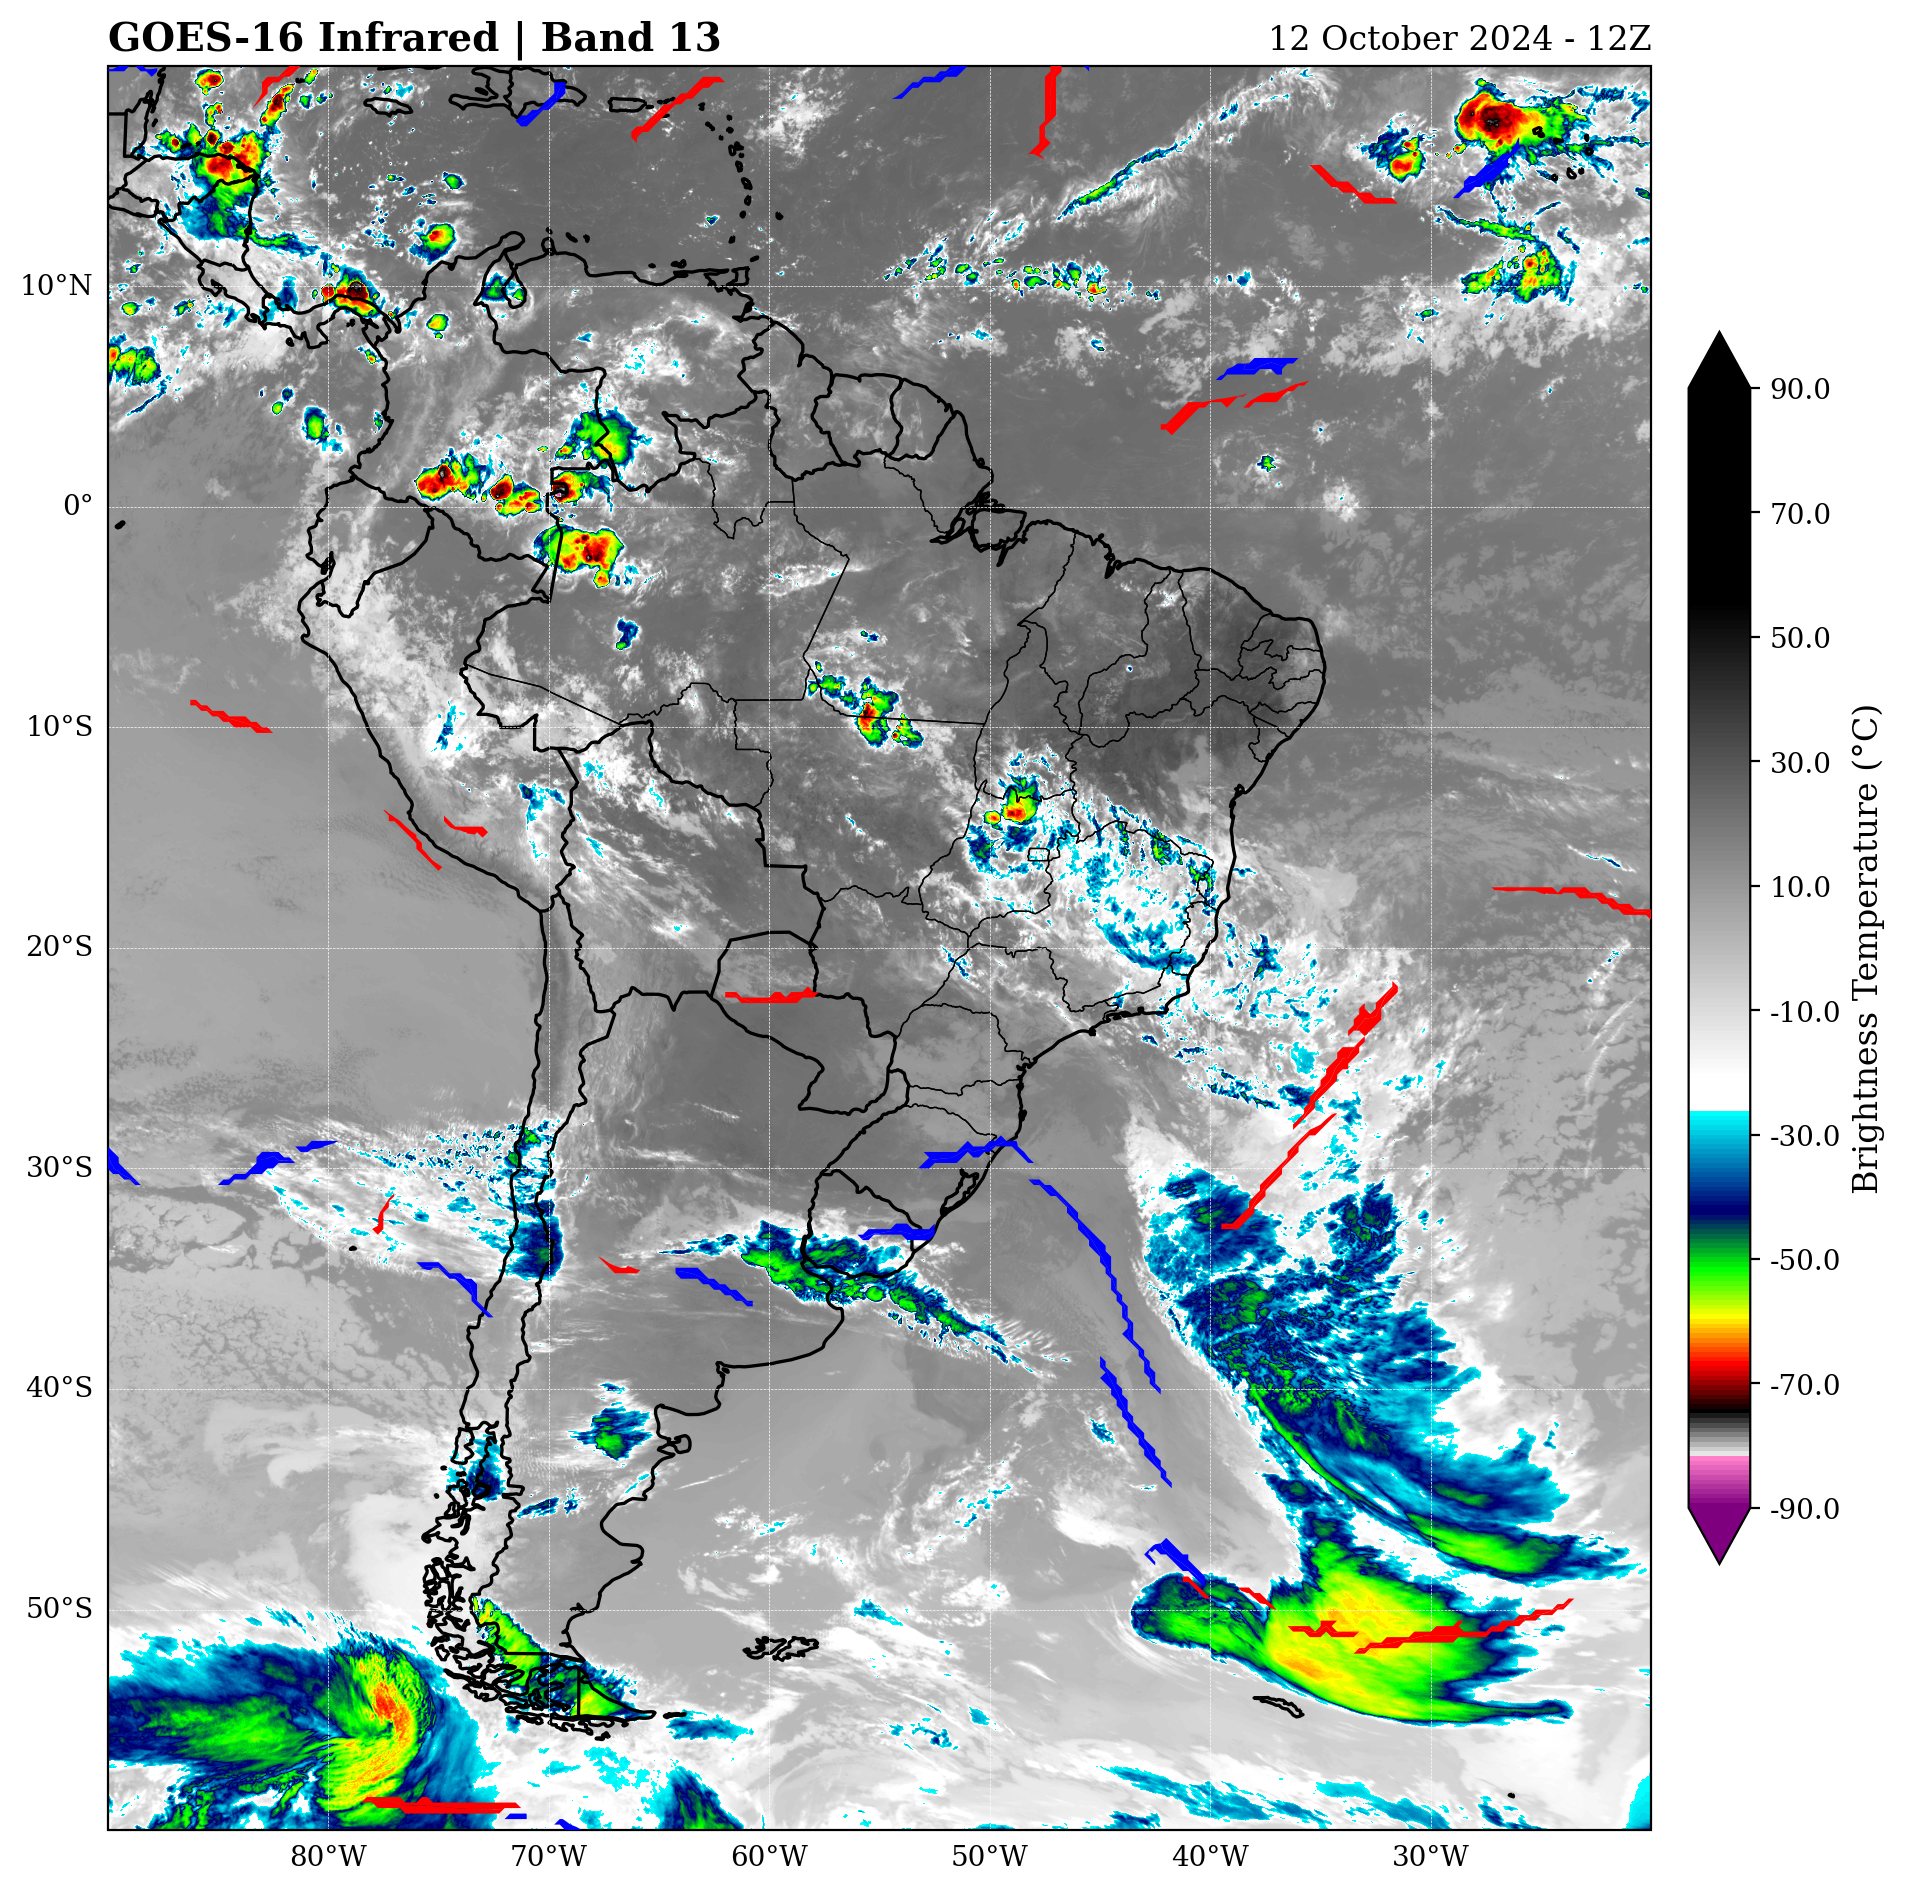 GOES-16 Infrared | Band 13
12 October 2024 - 12Z
10°N
0°
10°S
20°S
30°S
40°S
50°S
80°W
70°W
60°W
50°W
40°W
30°W
90.0
70.0
50.0
30.0
10.0
-10.0
-30.0
-50.0
-70.0
-90.0
Brightness Temperature (°C)